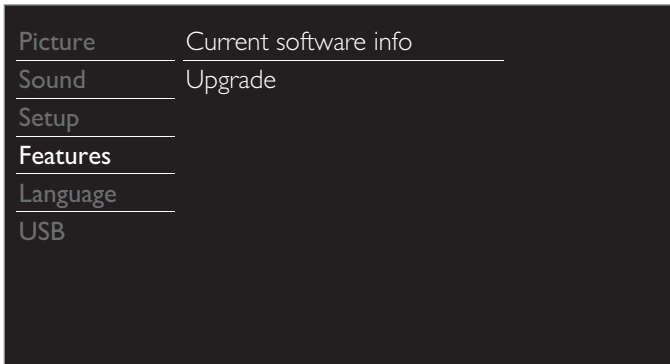 Picture
Sound
Setup
Features
Language
USB
Current software info
Upgrade